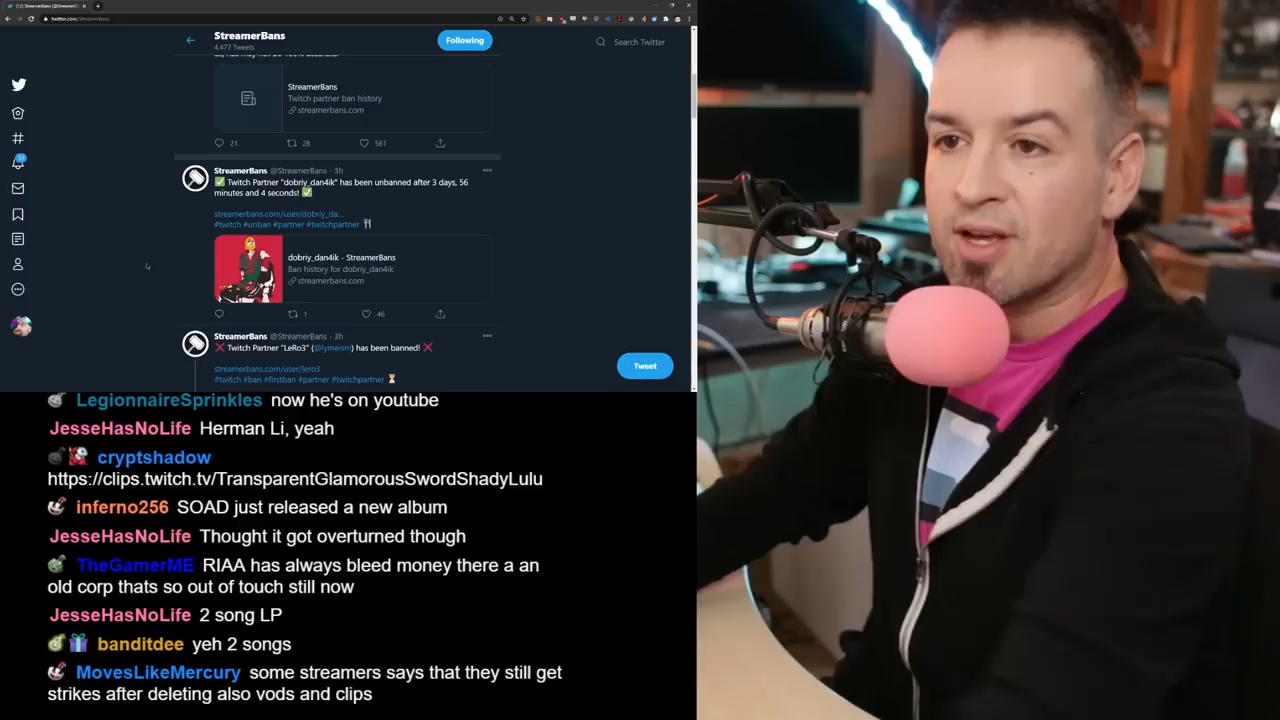 (12) StreamerBans (@StreamerB
twitter.com/StreamerBans
StreamerBans
4,477 Tweets
Following
Search Twitter
StreamerBans
Twitch partner ban history
streamerbans.com
21
28
561
StreamerBans @StreamerBans · 3h
✅ Twitch Partner "dobriy_dan4ik" has been unbanned after 3 days, 56
minutes and 4 seconds! ✅
streamerbans.com/user/dobriy_da...
#twitch #unban #partner #twitchpartner 🍴
dobriy_dan4ik - StreamerBans
Ban history for dobriy_dan4ik
streamerbans.com
1
46
StreamerBans @StreamerBans · 3h
❌ Twitch Partner "LeRo3" (@lymeism) has been banned! ❌
streamerbans.com/user/lero3
#twitch #ban #firstban #partner #twitchpartner ⏳
Tweet
LegionnaireSprinkles now he's on youtube
JesseHasNoLife Herman Li, yeah
cryptshadow
https://clips.twitch.tv/TransparentGlamorousSwordShadyLulu
inferno256 SOAD just released a new album
JesseHasNoLife Thought it got overturned though
TheGamerME RIAA has always bleed money there a an
old corp thats so out of touch still now
JesseHasNoLife 2 song LP
banditdee yeh 2 songs
MovesLikeMercury some streamers says that they still get
strikes after deleting also vods and clips